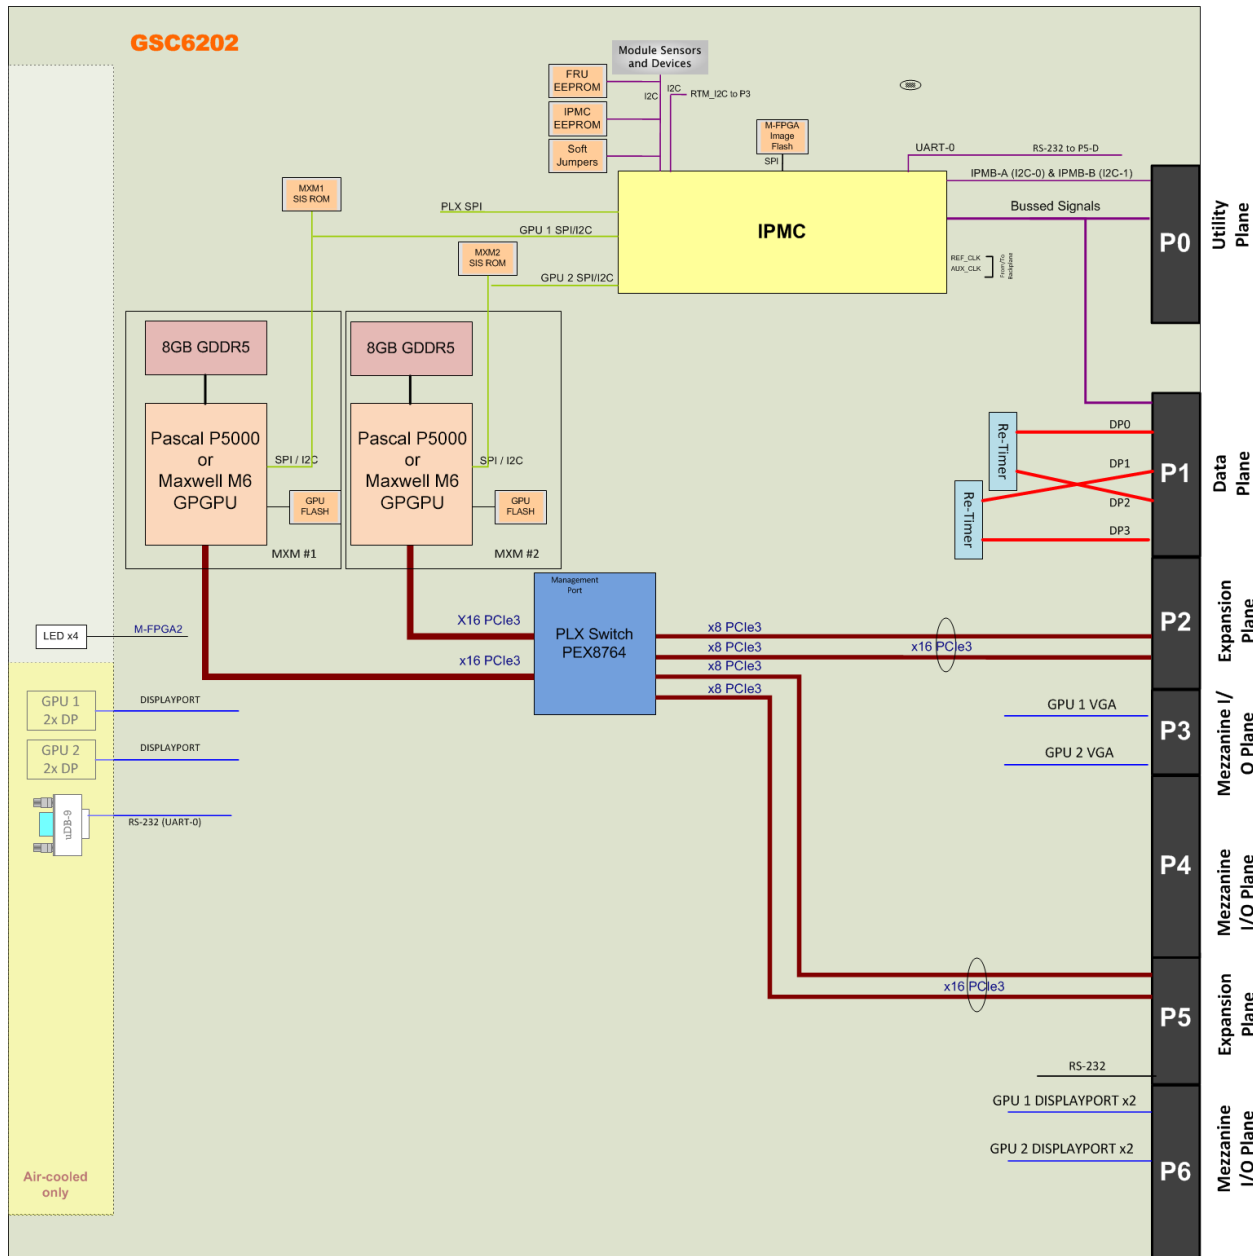 GSC6202
Module Sensors
and Devices
FRU
EEPROM
I2C
I2C
RTM_I2C to P3
IPMC
EEPROM
Soft
Jumpers
M-FPGA
Image
Flash
SPI
UART-0
RS-232 to P5-D
IPMB-A (I2C-0) & IPMB-B (I2C-1)
Bussed Signals
P0
Utility
Plane
MXM1
SIS ROM
PLX SPI
GPU 1 SPI/I2C
IPMC
MXM2
SIS ROM
GPU 2 SPI/I2C
REF_CLK
AUX_CLK
From/To
Backplane
8GB GDDR5
8GB GDDR5
Pascal P5000
or
Maxwell M6
GPGPU
SPI / I2C
GPU
FLASH
MXM #1
Pascal P5000
or
Maxwell M6
GPGPU
SPI / I2C
GPU
FLASH
MXM #2
Re-Timer
Re-Timer
DP0
DP1
DP2
DP3
P1
Data
Plane
Management
Port
PLX Switch
PEX8764
X16 PCIe3
x16 PCIe3
x8 PCIe3
x8 PCIe3
x8 PCIe3
x8 PCIe3
x16 PCIe3
P2
Expansion
Plane
LED x4
M-FPGA2
GPU 1
2x DP
DISPLAYPORT
GPU 2
2x DP
DISPLAYPORT
uDB-9
RS-232 (UART-0)
GPU 1 VGA
GPU 2 VGA
P3
Mezzanine I/
O Plane
P4
Mezzanine
I/O Plane
x16 PCIe3
P5
Expansion
Plane
RS-232
GPU 1 DISPLAYPORT x2
GPU 2 DISPLAYPORT x2
P6
Mezzanine
I/O Plane
Air-cooled
only